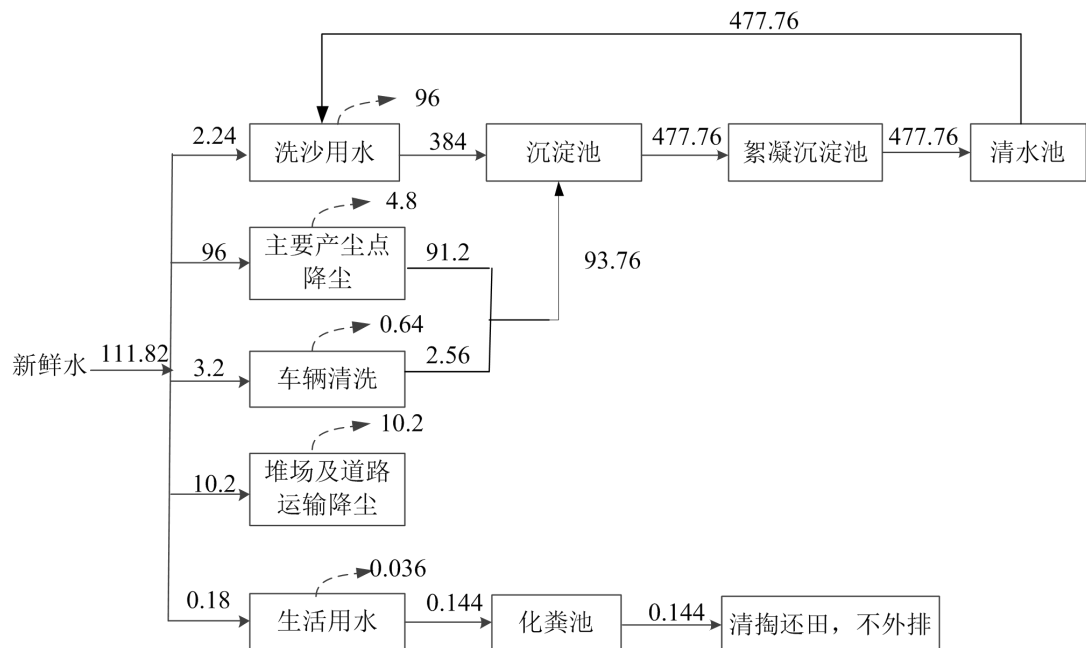 477.76
96
2.24
洗沙用水
384
沉淀池
477.76
絮凝沉淀池
477.76
清水池
4.8
96
主要产尘点
降尘
91.2
93.76
0.64
新鲜水
111.82
3.2
车辆清洗
2.56
10.2
10.2
堆场及道路
运输降尘
0.036
0.18
生活用水
0.144
化粪池
0.144
清掏还田，不外排